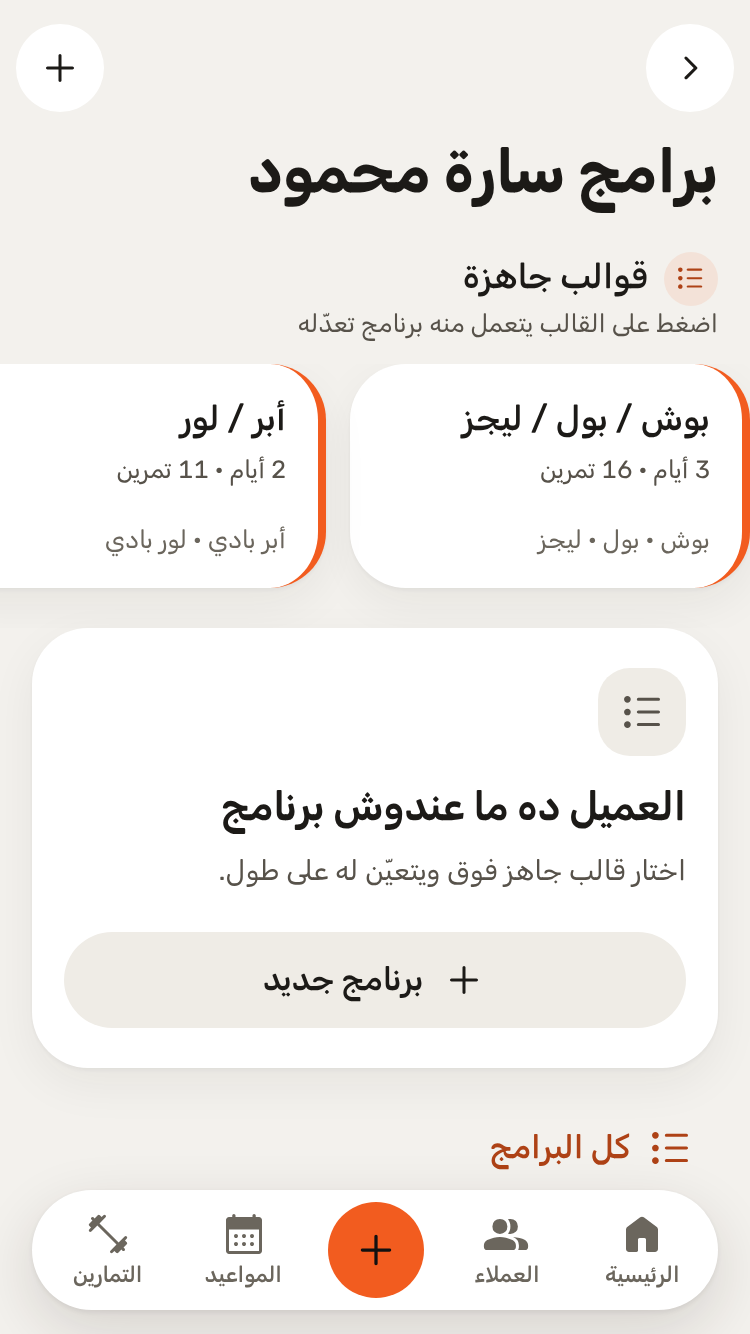 برامج سارة محمود
قوالب جاهزة
اضغط على القالب يتعمل منه برنامج تعدّله
بوش / بول / ليجز
3 أيام • 16 تمرين
بوش • بول • ليجز
أبر / لور
2 أيام • 11 تمرين
أبر بادي • لور بادي
العميل ده ما عندوش برنامج
اختار قالب جاهز فوق ويتعيّن له على طول.
برنامج جديد
كل البرامج
الرئيسية
العملاء
المواعيد
التمارين